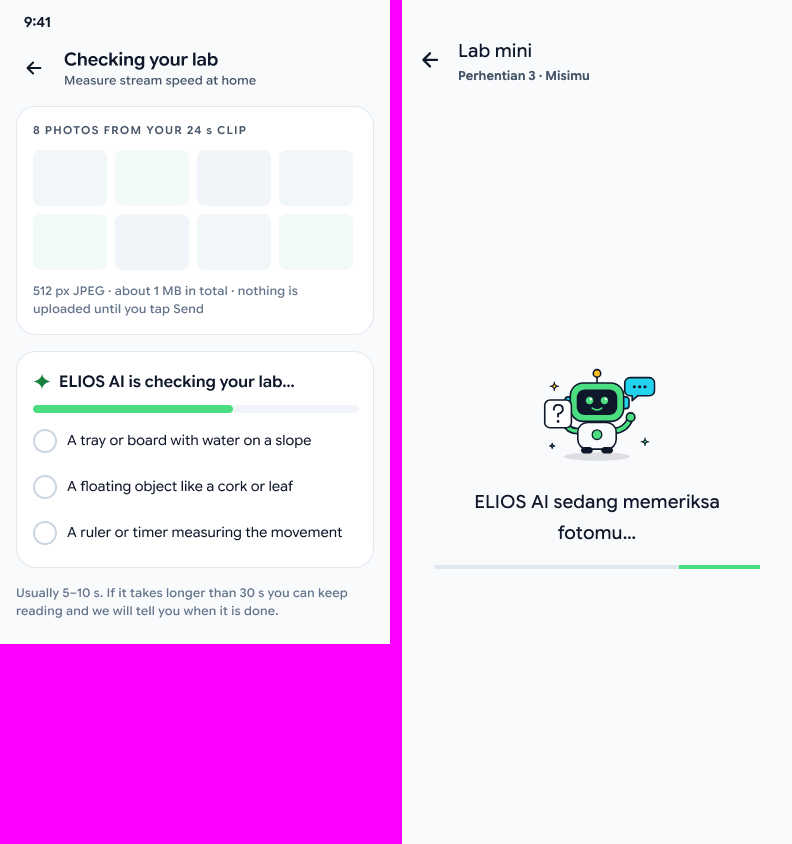 9:41
Checking your lab
Measure stream speed at home
8 PHOTOS FROM YOUR 24 s CLIP
512 px JPEG · about 1 MB in total · nothing is
uploaded until you tap Send
ELIOS AI is checking your lab...
A tray or board with water on a slope
A floating object like a cork or leaf
A ruler or timer measuring the movement
Usually 5–10 s. If it takes longer than 30 s you can keep
reading and we will tell you when it is done.
Lab mini
Perhentian 3 · Misimu
?
ELIOS AI sedang memeriksa
fotomu...